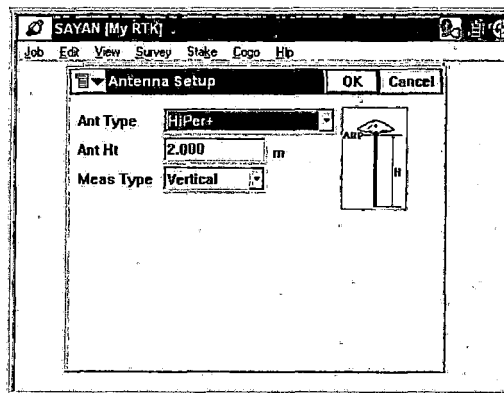 SAYAN [My RTK]
Job Edit View Survey Stake Cogo Hlp
Antenna Setup OK Cancel
Ant Type HiPer+
Ant Ht 2.000 m
Meas Type Vertical
ARP
H